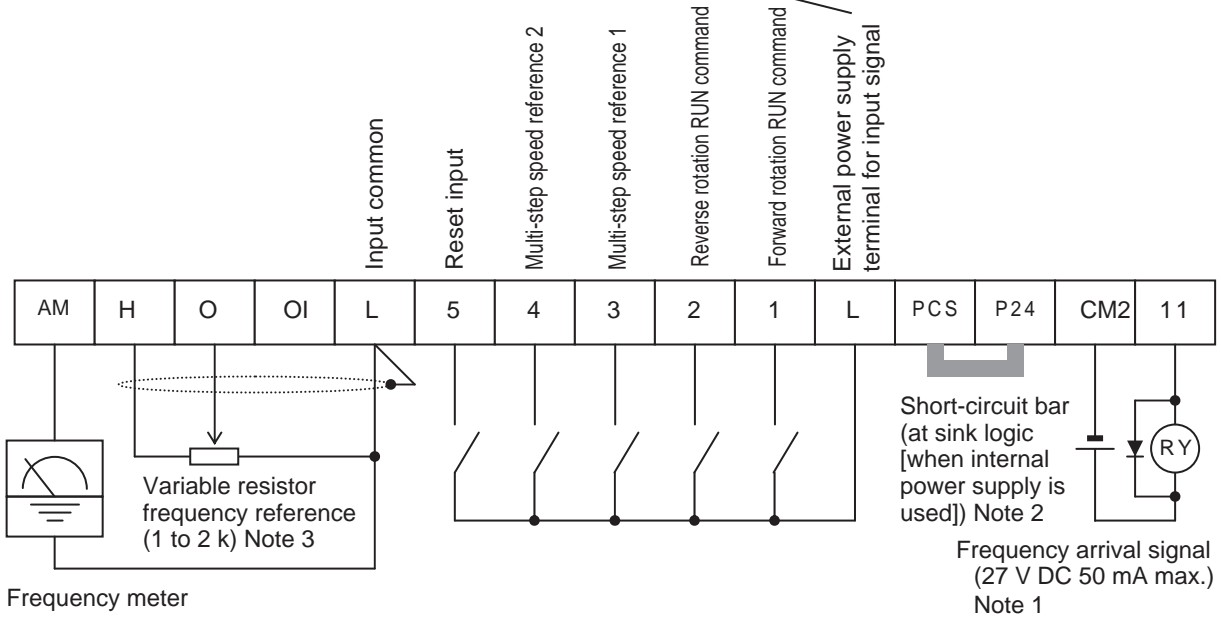 Input common
Reset input
Multi-step speed reference 2
Multi-step speed reference 1
Reverse rotation RUN command
Forward rotation RUN command
External power supply
terminal for input signal
AM H O OI L 5 4 3 2 1 L PCS P24 CM2 11
Variable resistor
frequency reference
(1 to 2 k) Note 3
Frequency meter
Short-circuit bar
(at sink logic
[when internal
power supply is
used]) Note 2
RY
Frequency arrival signal
(27 V DC 50 mA max.)
Note 1